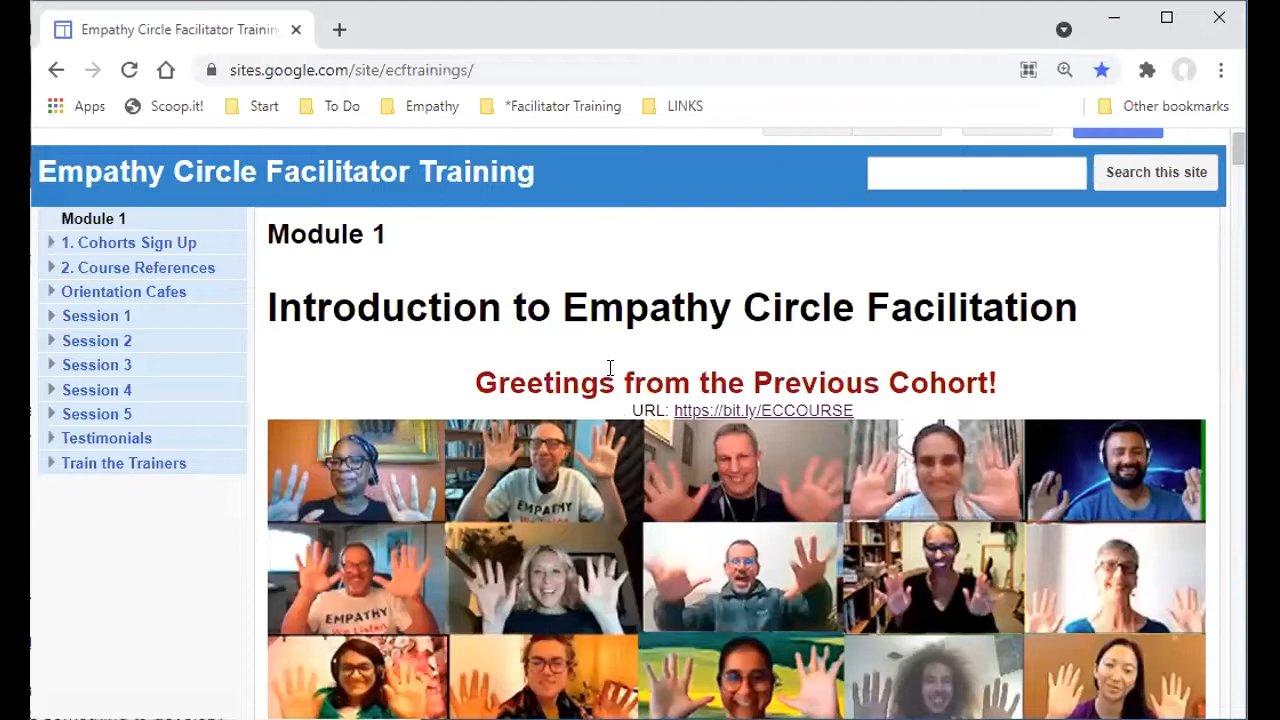 Empathy Circle Facilitator Trainin
sites.google.com/site/ecftrainings/
Apps
Scoop.it!
Start
To Do
Empathy
*Facilitator Training
LINKS
Other bookmarks
Empathy Circle Facilitator Training
Search this site
Module 1
1. Cohorts Sign Up
2. Course References
Orientation Cafes
Session 1
Session 2
Session 3
Session 4
Session 5
Testimonials
Train the Trainers
Module 1
Introduction to Empathy Circle Facilitation
Greetings from the Previous Cohort!
URL: https://bit.ly/ECCOURSE
EMPATHY
EMPATHY
We Listen